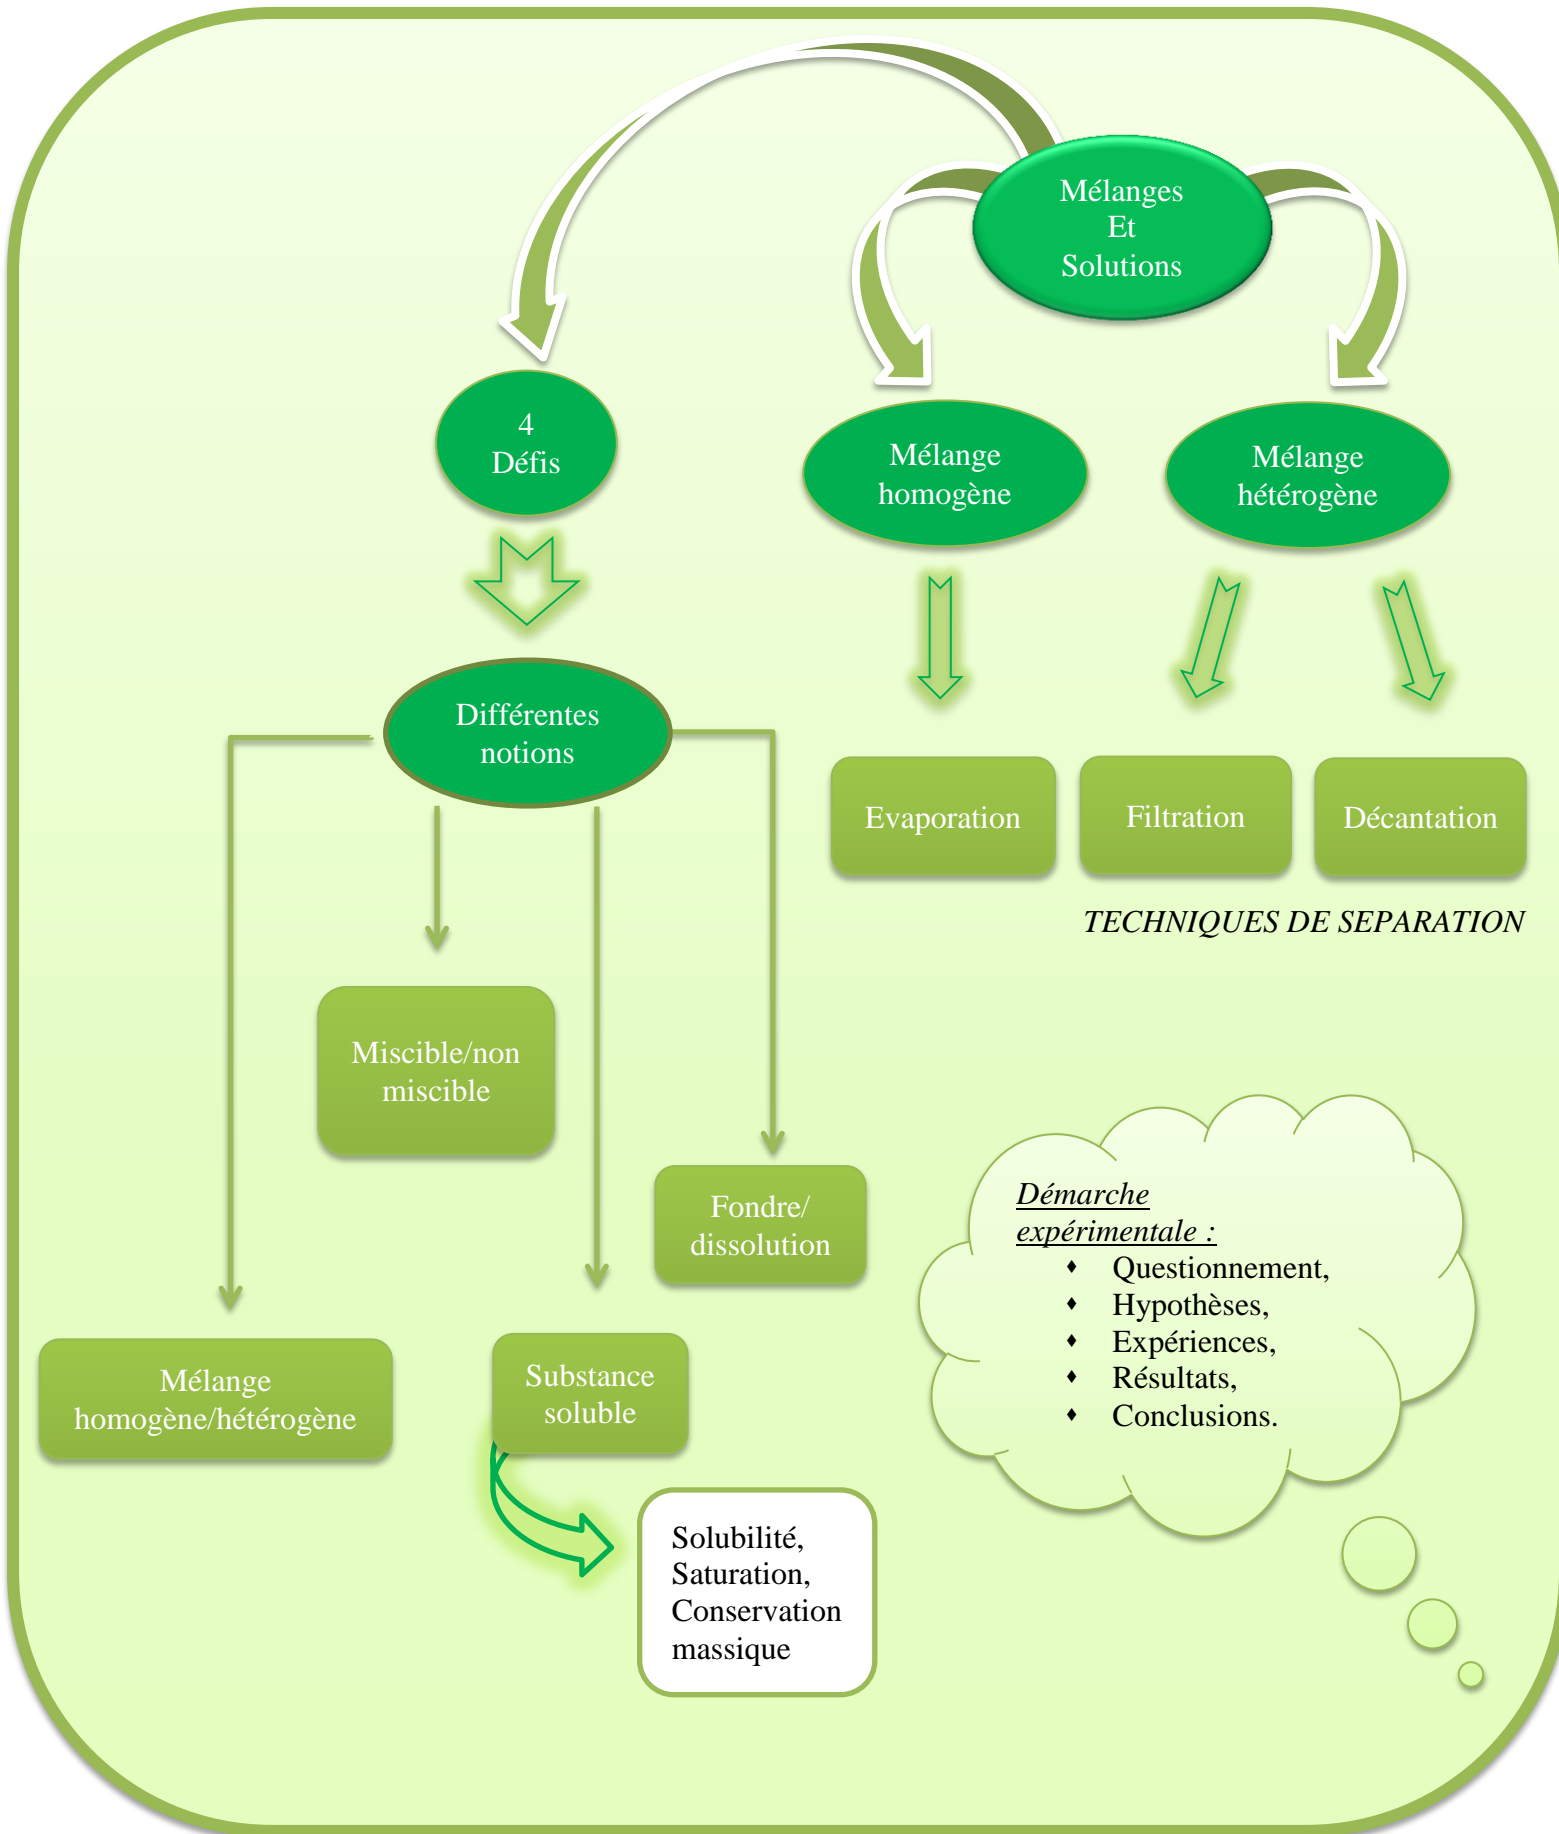 Mélanges
Et
Solutions
4
Défis
Mélange
homogène
Mélange
hétérogène
Différentes
notions
Evaporation
Filtration
Décantation
TECHNIQUES DE SEPARATION
Miscible/non
miscible
Fondre/
dissolution
Mélange
homogène/hétérogène
Substance
soluble
Solubilité,
Saturation,
Conservation
massique
Démarche
expérimentale :
♦ Questionnement,
♦ Hypothèses,
♦ Expériences,
♦ Résultats,
♦ Conclusions.